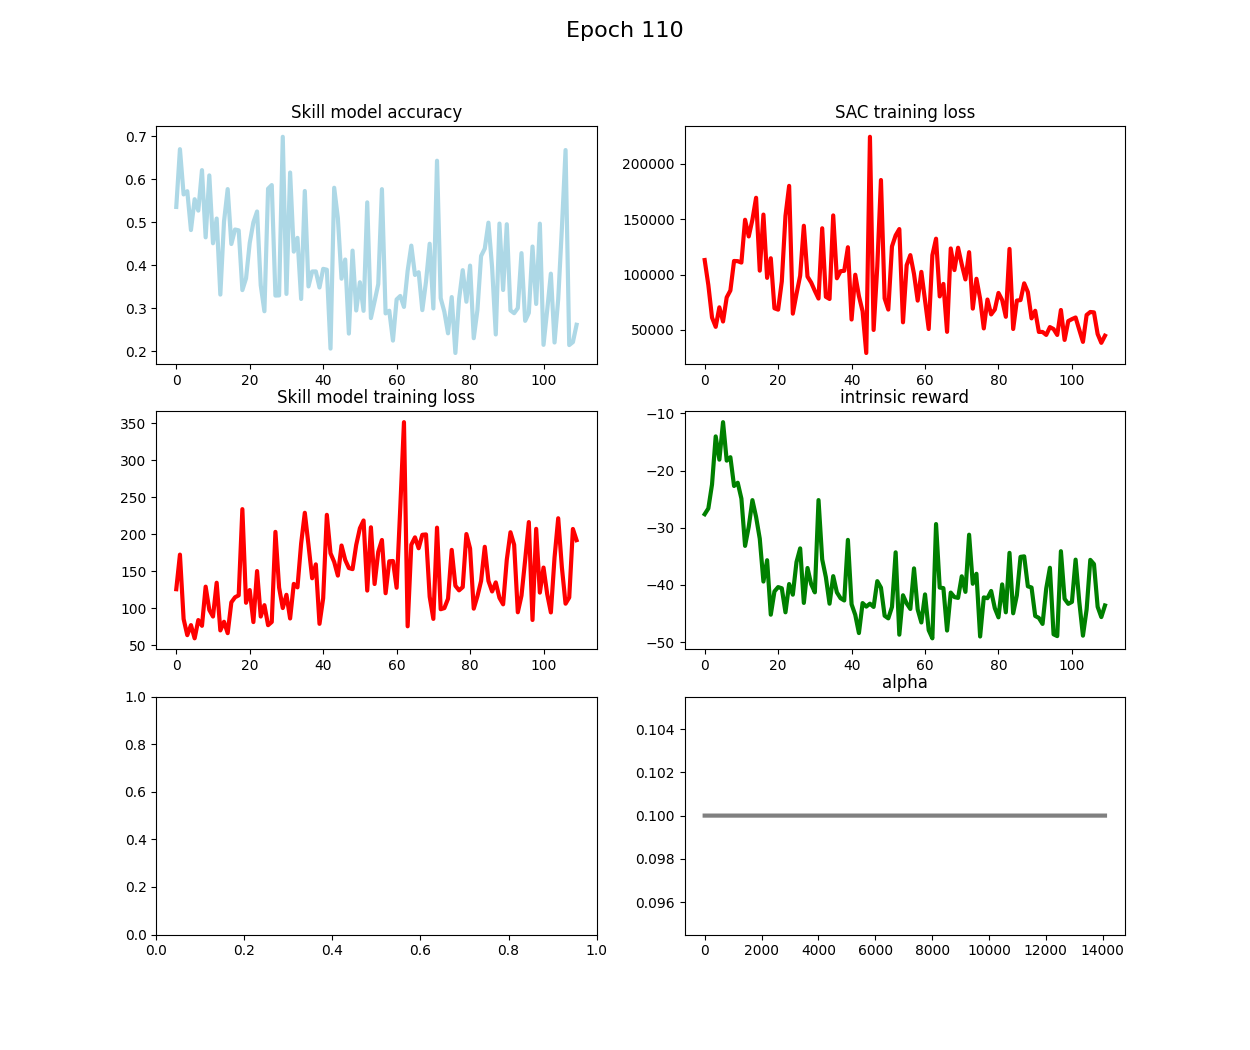 Epoch 110
Skill model accuracy
SAC training loss
0.7
0.6
0.5
0.4
0.3
0.2
0 20 40 60 80 100
200000
150000
100000
50000
0 20 40 60 80 100
Skill model training loss
intrinsic reward
350
300
250
200
150
100
50
0 20 40 60 80 100
−10
−20
−30
−40
−50
0 20 40 60 80 100
alpha
1.0
0.8
0.6
0.4
0.2
0.0
0.0 0.2 0.4 0.6 0.8 1.0
0.104
0.102
0.100
0.098
0.096
0 2000 4000 6000 8000 10000 12000 14000